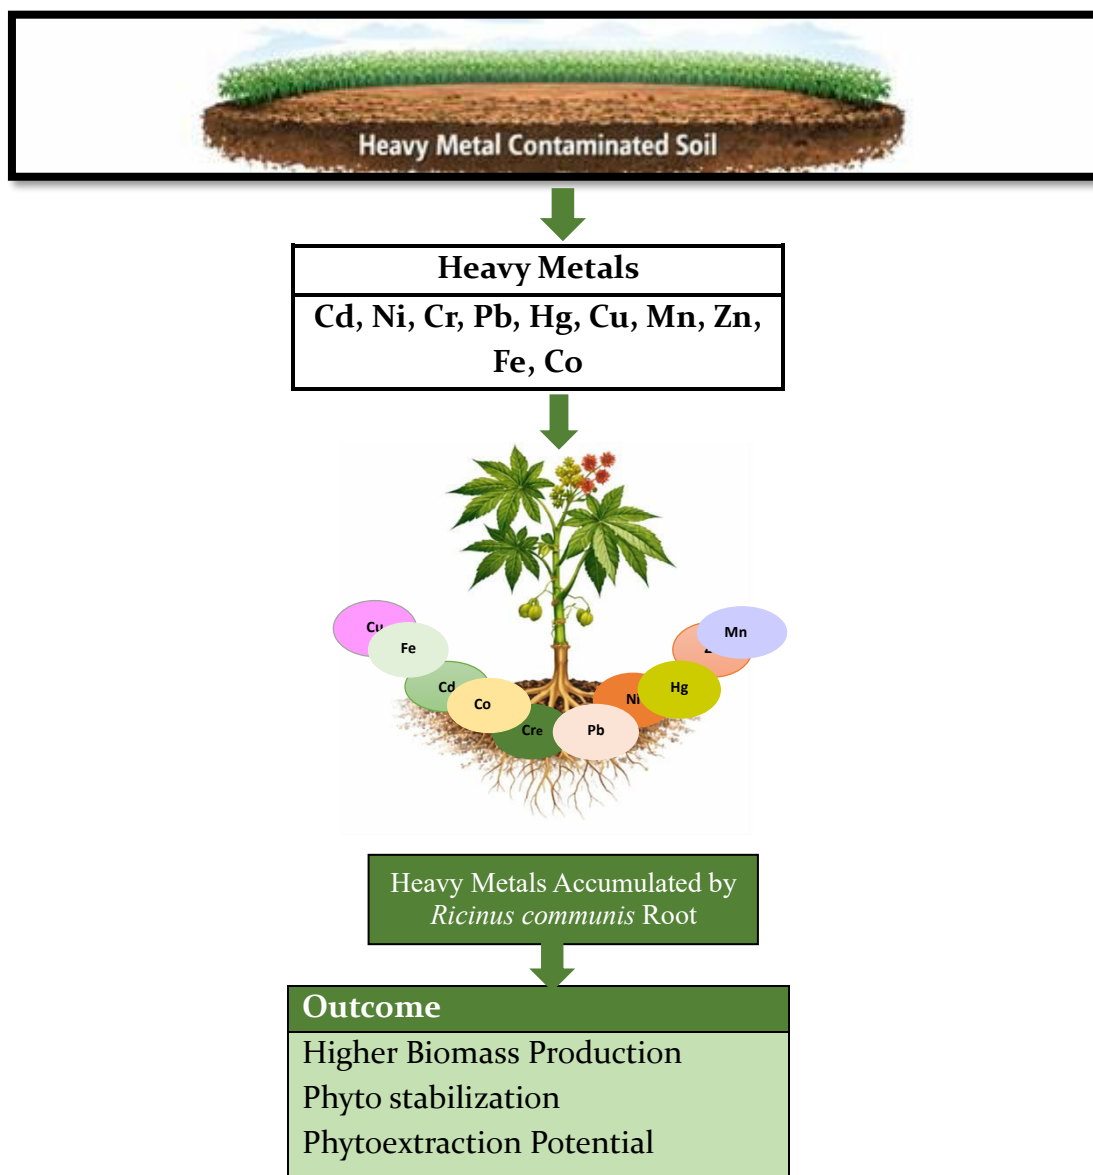 Heavy Metal Contaminated Soil
Heavy Metals
Cd, Ni, Cr, Pb, Hg, Cu, Mn, Zn,
Fe, Co
Cu
Fe
Cd
Co
Cre
Pb
Ni
Hg
Mn
Heavy Metals Accumulated by
Ricinus communis Root
Outcome
Higher Biomass Production
Phyto stabilization
Phytoextraction Potential